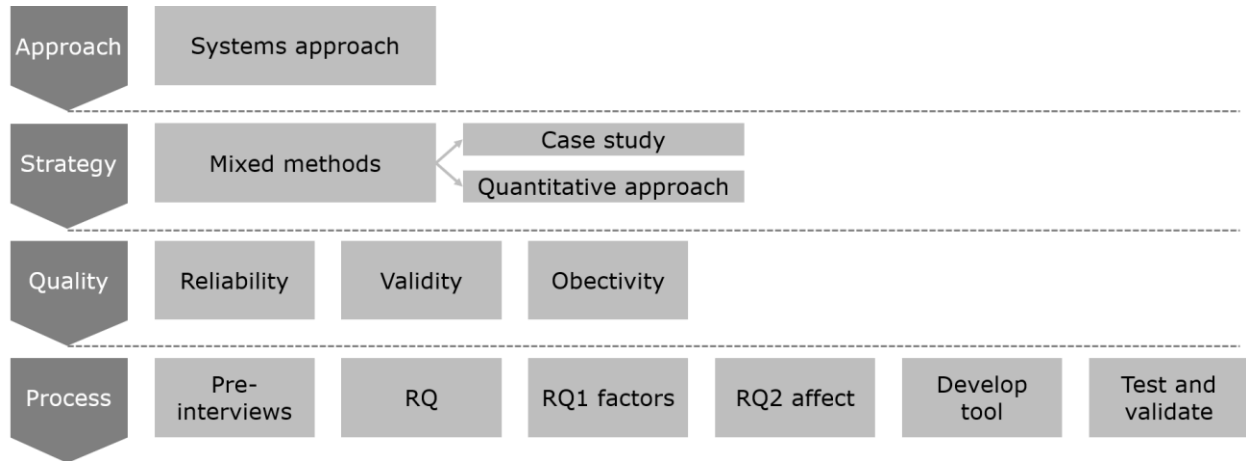 Approach
Systems approach
Strategy
Mixed methods
Case study
Quantitative approach
Quality
Reliability
Validity
Obectivity
Process
Pre-
interviews
RQ
RQ1 factors
RQ2 affect
Develop
tool
Test and
validate